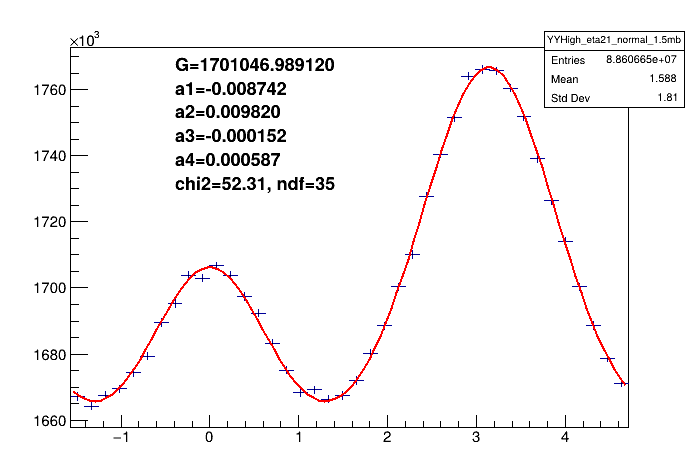 ×10³
YYHigh_eta21_normal_1.5mb
Entries 8.860665e+07
Mean 1.588
Std Dev 1.81
G=1701046.989120
a1=-0.008742
a2=0.009820
a3=-0.000152
a4=0.000587
chi2=52.31, ndf=35
1760
1740
1720
1700
1680
1660
−1 0 1 2 3 4